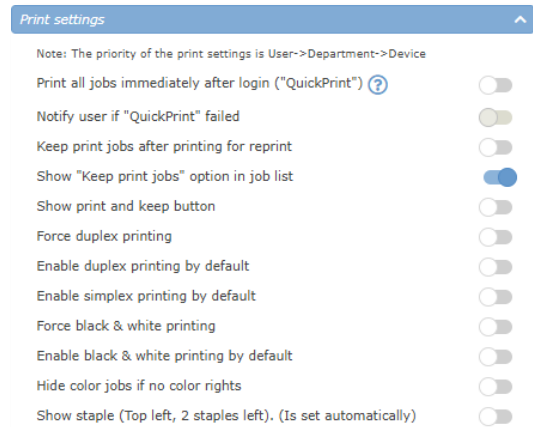 Print settings
Note: The priority of the print settings is User->Department->Device
Print all jobs immediately after login ("QuickPrint") ?
Notify user if "QuickPrint" failed
Keep print jobs after printing for reprint
Show "Keep print jobs" option in job list
Show print and keep button
Force duplex printing
Enable duplex printing by default
Enable simplex printing by default
Force black & white printing
Enable black & white printing by default
Hide color jobs if no color rights
Show staple (Top left, 2 staples left). (Is set automatically)